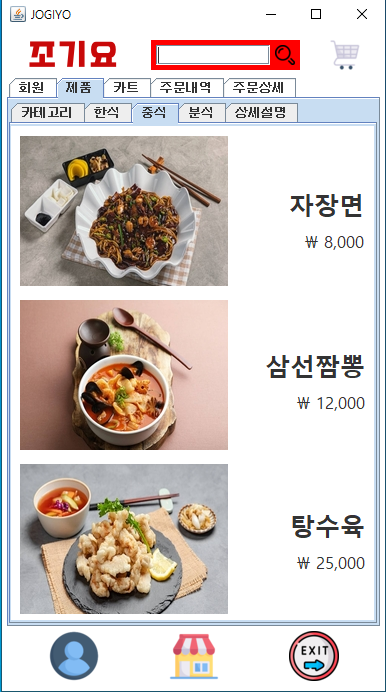 JOGIYO
쪼기요
회원 제품 카트 주문내역 주문상세
카테고리 한식 중식 분식 상세설명
자장면
₩ 8,000
삼선짬뽕
₩ 12,000
탕수육
₩ 25,000
EXIT